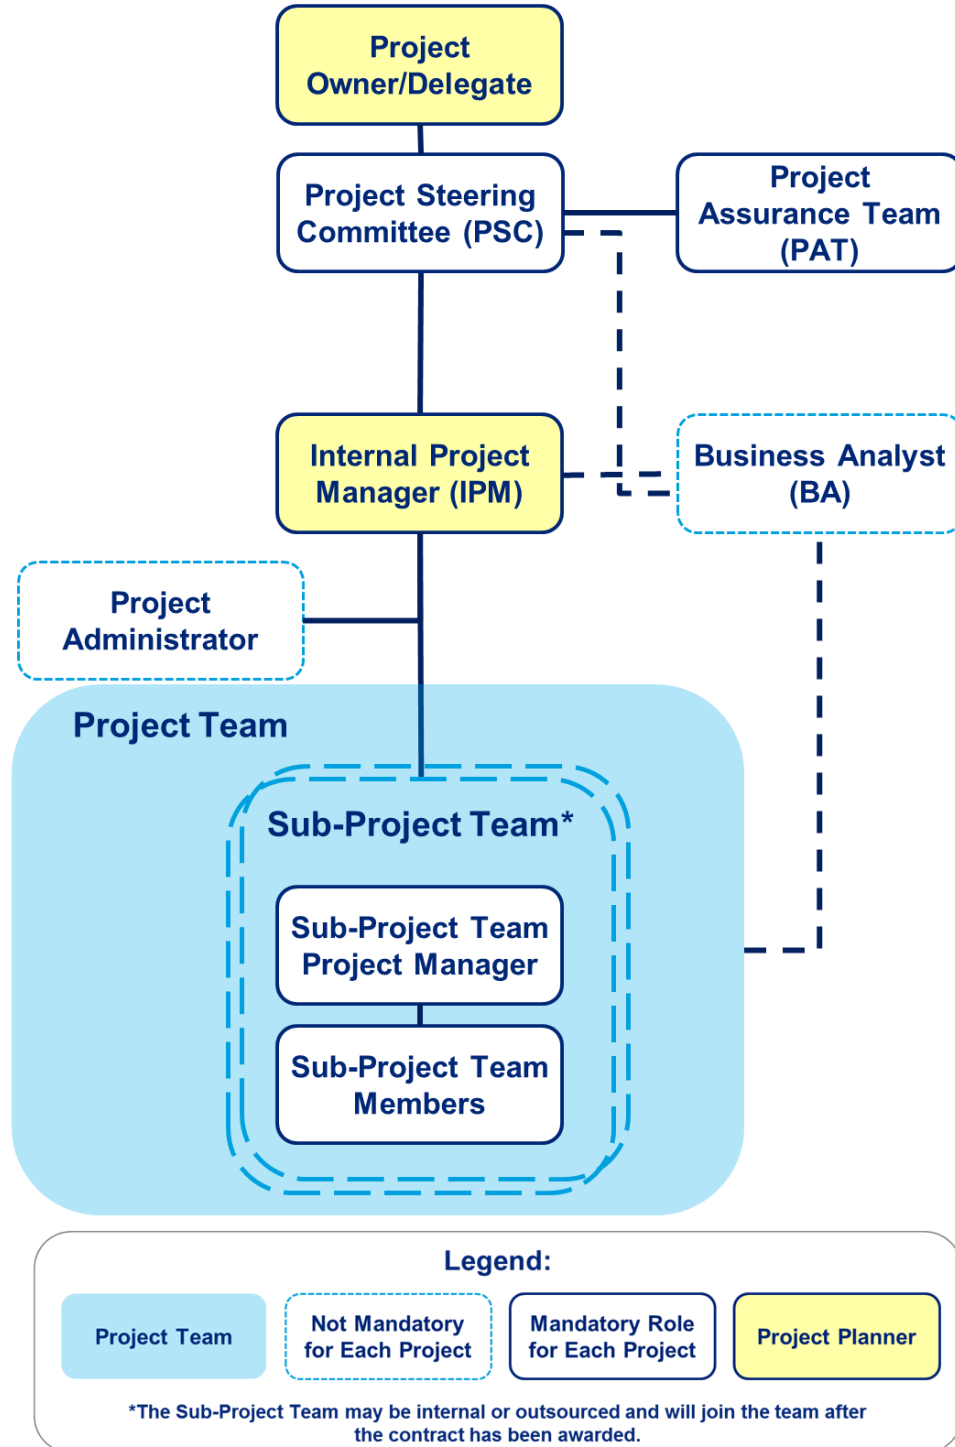 Project
Owner/Delegate
Project Steering
Committee (PSC)
Project
Assurance Team
(PAT)
Internal Project
Manager (IPM)
Business Analyst
(BA)
Project
Administrator
Project Team
Sub-Project Team*
Sub-Project Team
Project Manager
Sub-Project Team
Members
Legend:
Project Team
Not Mandatory
for Each Project
Mandatory Role
for Each Project
Project Planner
*The Sub-Project Team may be internal or outsourced and will join the team after
the contract has been awarded.